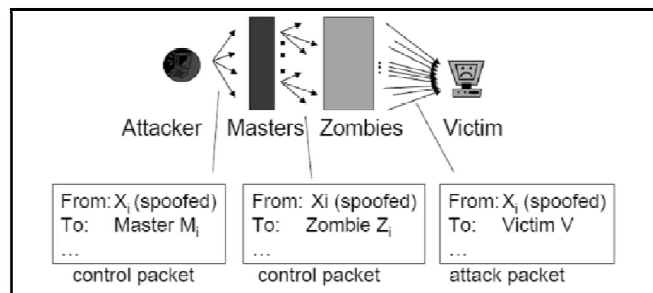 Attacker Masters Zombies Victim
From: Xi (spoofed)
To: Master Mi
...
control packet
From: Xi (spoofed)
To: Zombie Zi
...
control packet
From: Xi (spoofed)
To: Victim V
...
attack packet